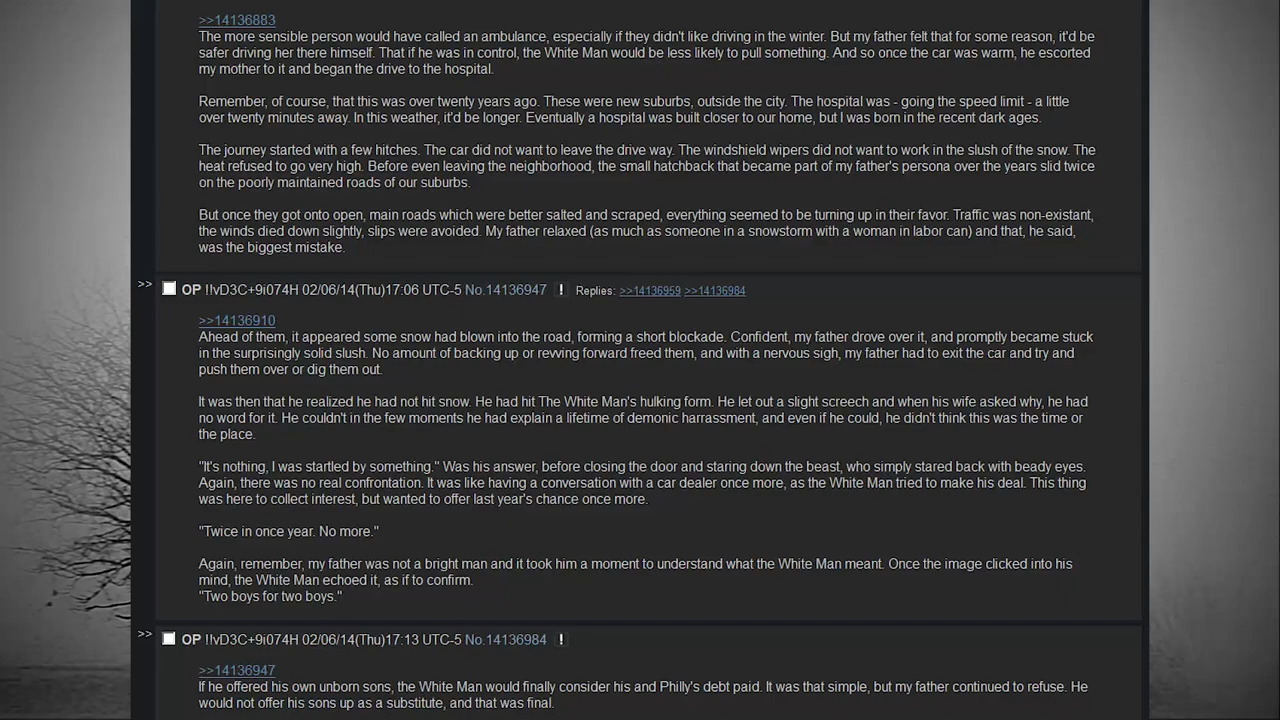 >>14136883
The more sensible person would have called an ambulance, especially if they didn't like driving in the winter. But my father felt that for some reason, it'd be
safer driving her there himself. That if he was in control, the White Man would be less likely to pull something. And so once the car was warm, he escorted
my mother to it and began the drive to the hospital.
Remember, of course, that this was over twenty years ago. These were new suburbs, outside the city. The hospital was - going the speed limit - a little
over twenty minutes away. In this weather, it'd be longer. Eventually a hospital was built closer to our home, but I was born in the recent dark ages.
The journey started with a few hitches. The car did not want to leave the drive way. The windshield wipers did not want to work in the slush of the snow. The
heat refused to go very high. Before even leaving the neighborhood, the small hatchback that became part of my father's persona over the years slid twice
on the poorly maintained roads of our suburbs.
But once they got onto open, main roads which were better salted and scraped, everything seemed to be turning up in their favor. Traffic was non-existant,
the winds died down slightly, slips were avoided. My father relaxed (as much as someone in a snowstorm with a woman in labor can) and that, he said,
was the biggest mistake.
>> OP !!vD3C+9i074H 02/06/14(Thu)17:06 UTC-5 No.14136947 ! Replies: >>14136959 >>14136984
>>14136910
Ahead of them, it appeared some snow had blown into the road, forming a short blockade. Confident, my father drove over it, and promptly became stuck
in the surprisingly solid slush. No amount of backing up or revving forward freed them, and with a nervous sigh, my father had to exit the car and try and
push them over or dig them out.
It was then that he realized he had not hit snow. He had hit The White Man's hulking form. He let out a slight screech and when his wife asked why, he had
no word for it. He couldn't in the few moments he had explain a lifetime of demonic harrassment, and even if he could, he didn't think this was the time or
the place.
"It's nothing, I was startled by something." Was his answer, before closing the door and staring down the beast, who simply stared back with beady eyes.
Again, there was no real confrontation. It was like having a conversation with a car dealer once more, as the White Man tried to make his deal. This thing
was here to collect interest, but wanted to offer last year's chance once more.
"Twice in once year. No more."
Again, remember, my father was not a bright man and it took him a moment to understand what the White Man meant. Once the image clicked into his
mind, the White Man echoed it, as if to confirm.
"Two boys for two boys."
>> OP !!vD3C+9i074H 02/06/14(Thu)17:13 UTC-5 No.14136984 !
>>14136947
If he offered his own unborn sons, the White Man would finally consider his and Philly's debt paid. It was that simple, but my father continued to refuse. He
would not offer his sons up as a substitute, and that was final.